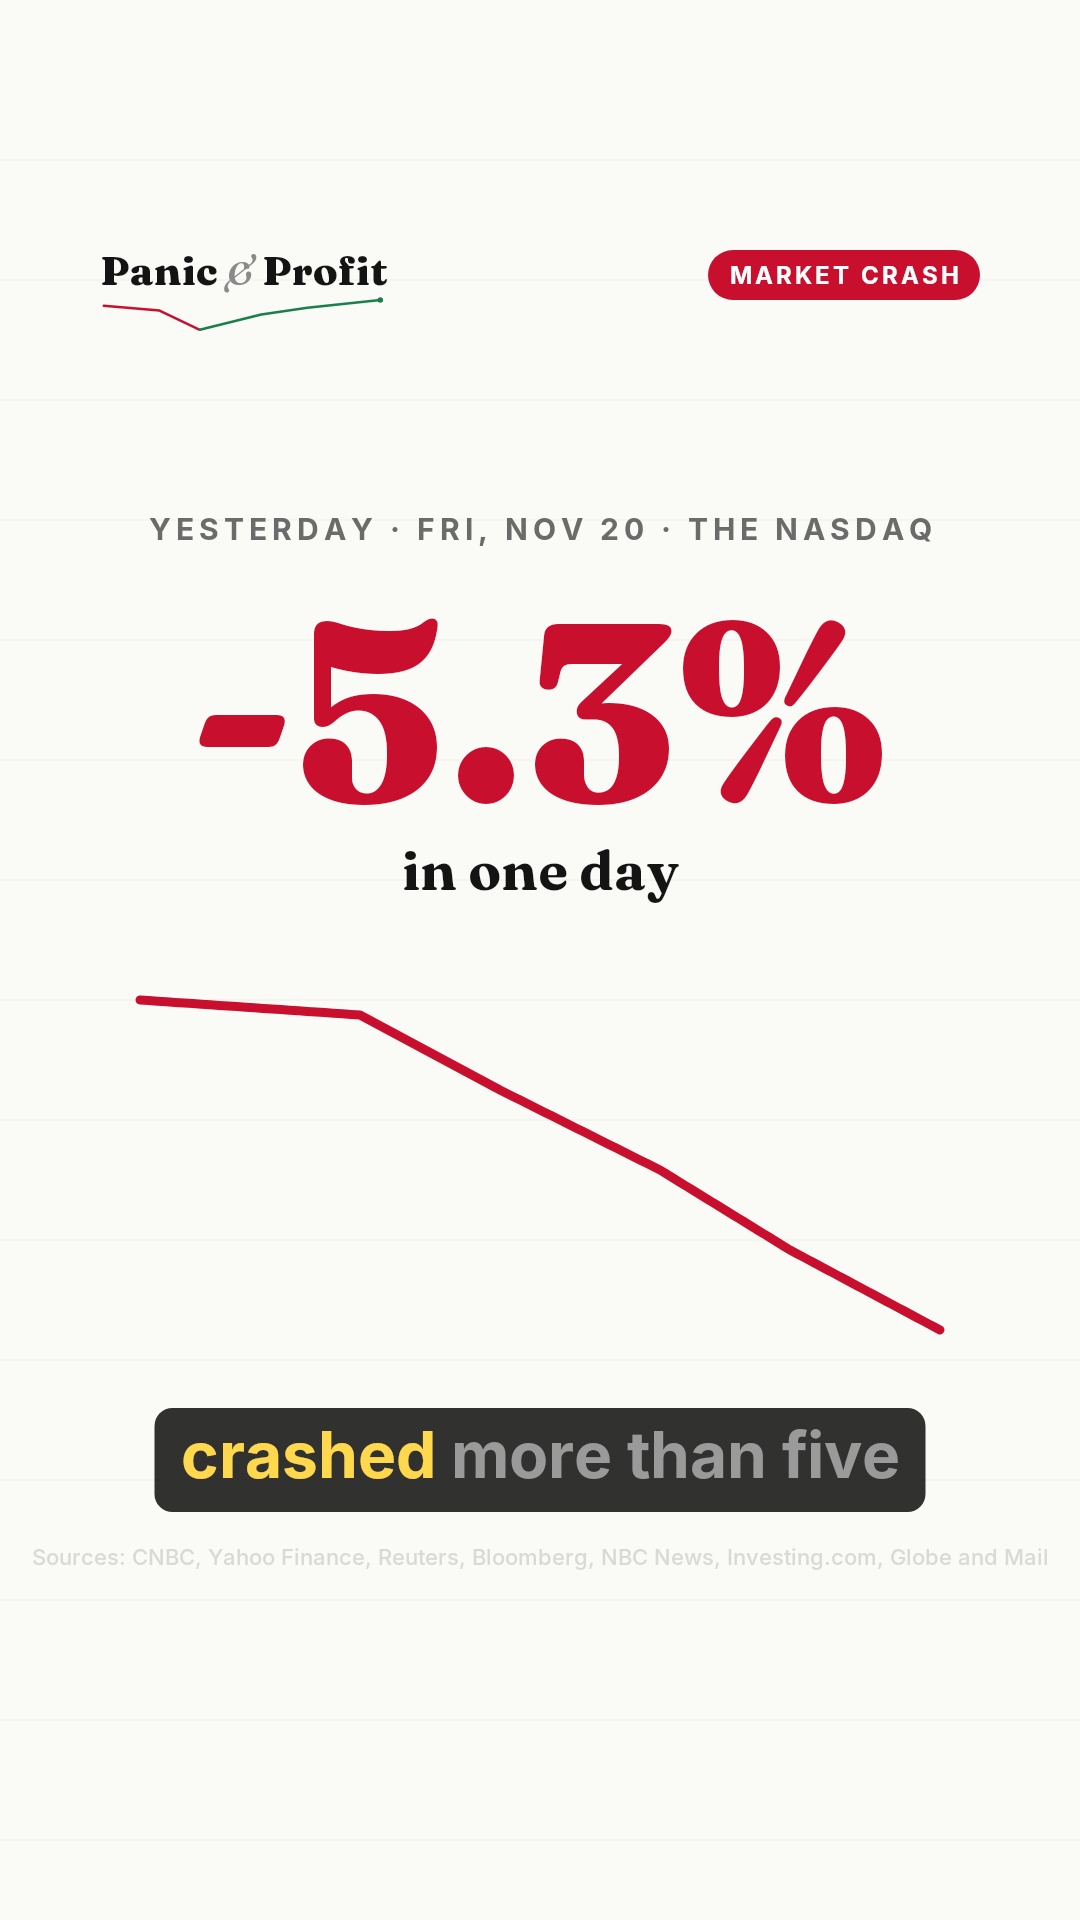 Panic & Profit
MARKET CRASH
YESTERDAY · FRI, NOV 20 · THE NASDAQ
-5.3%
in one day
crashed more than five
Sources: CNBC, Yahoo Finance, Reuters, Bloomberg, NBC News, Investing.com, Globe and Mail